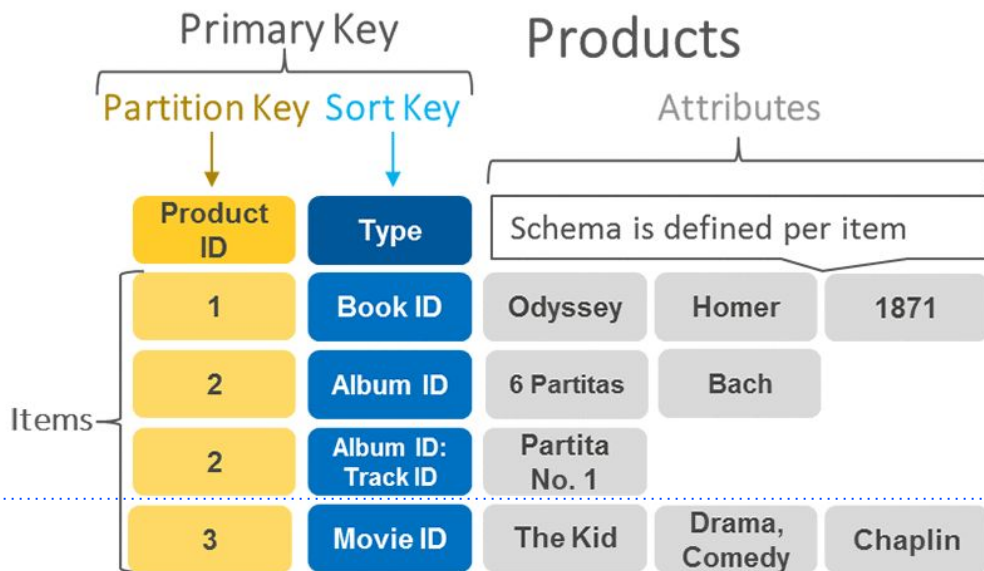 Primary Key
Products
Partition Key
Sort Key
Attributes
Product
ID
Type
Schema is defined per item
Items
1
Book ID
Odyssey
Homer
1871
2
Album ID
6 Partitas
Bach
2
Album ID:
Track ID
Partita
No. 1
3
Movie ID
The Kid
Drama,
Comedy
Chaplin